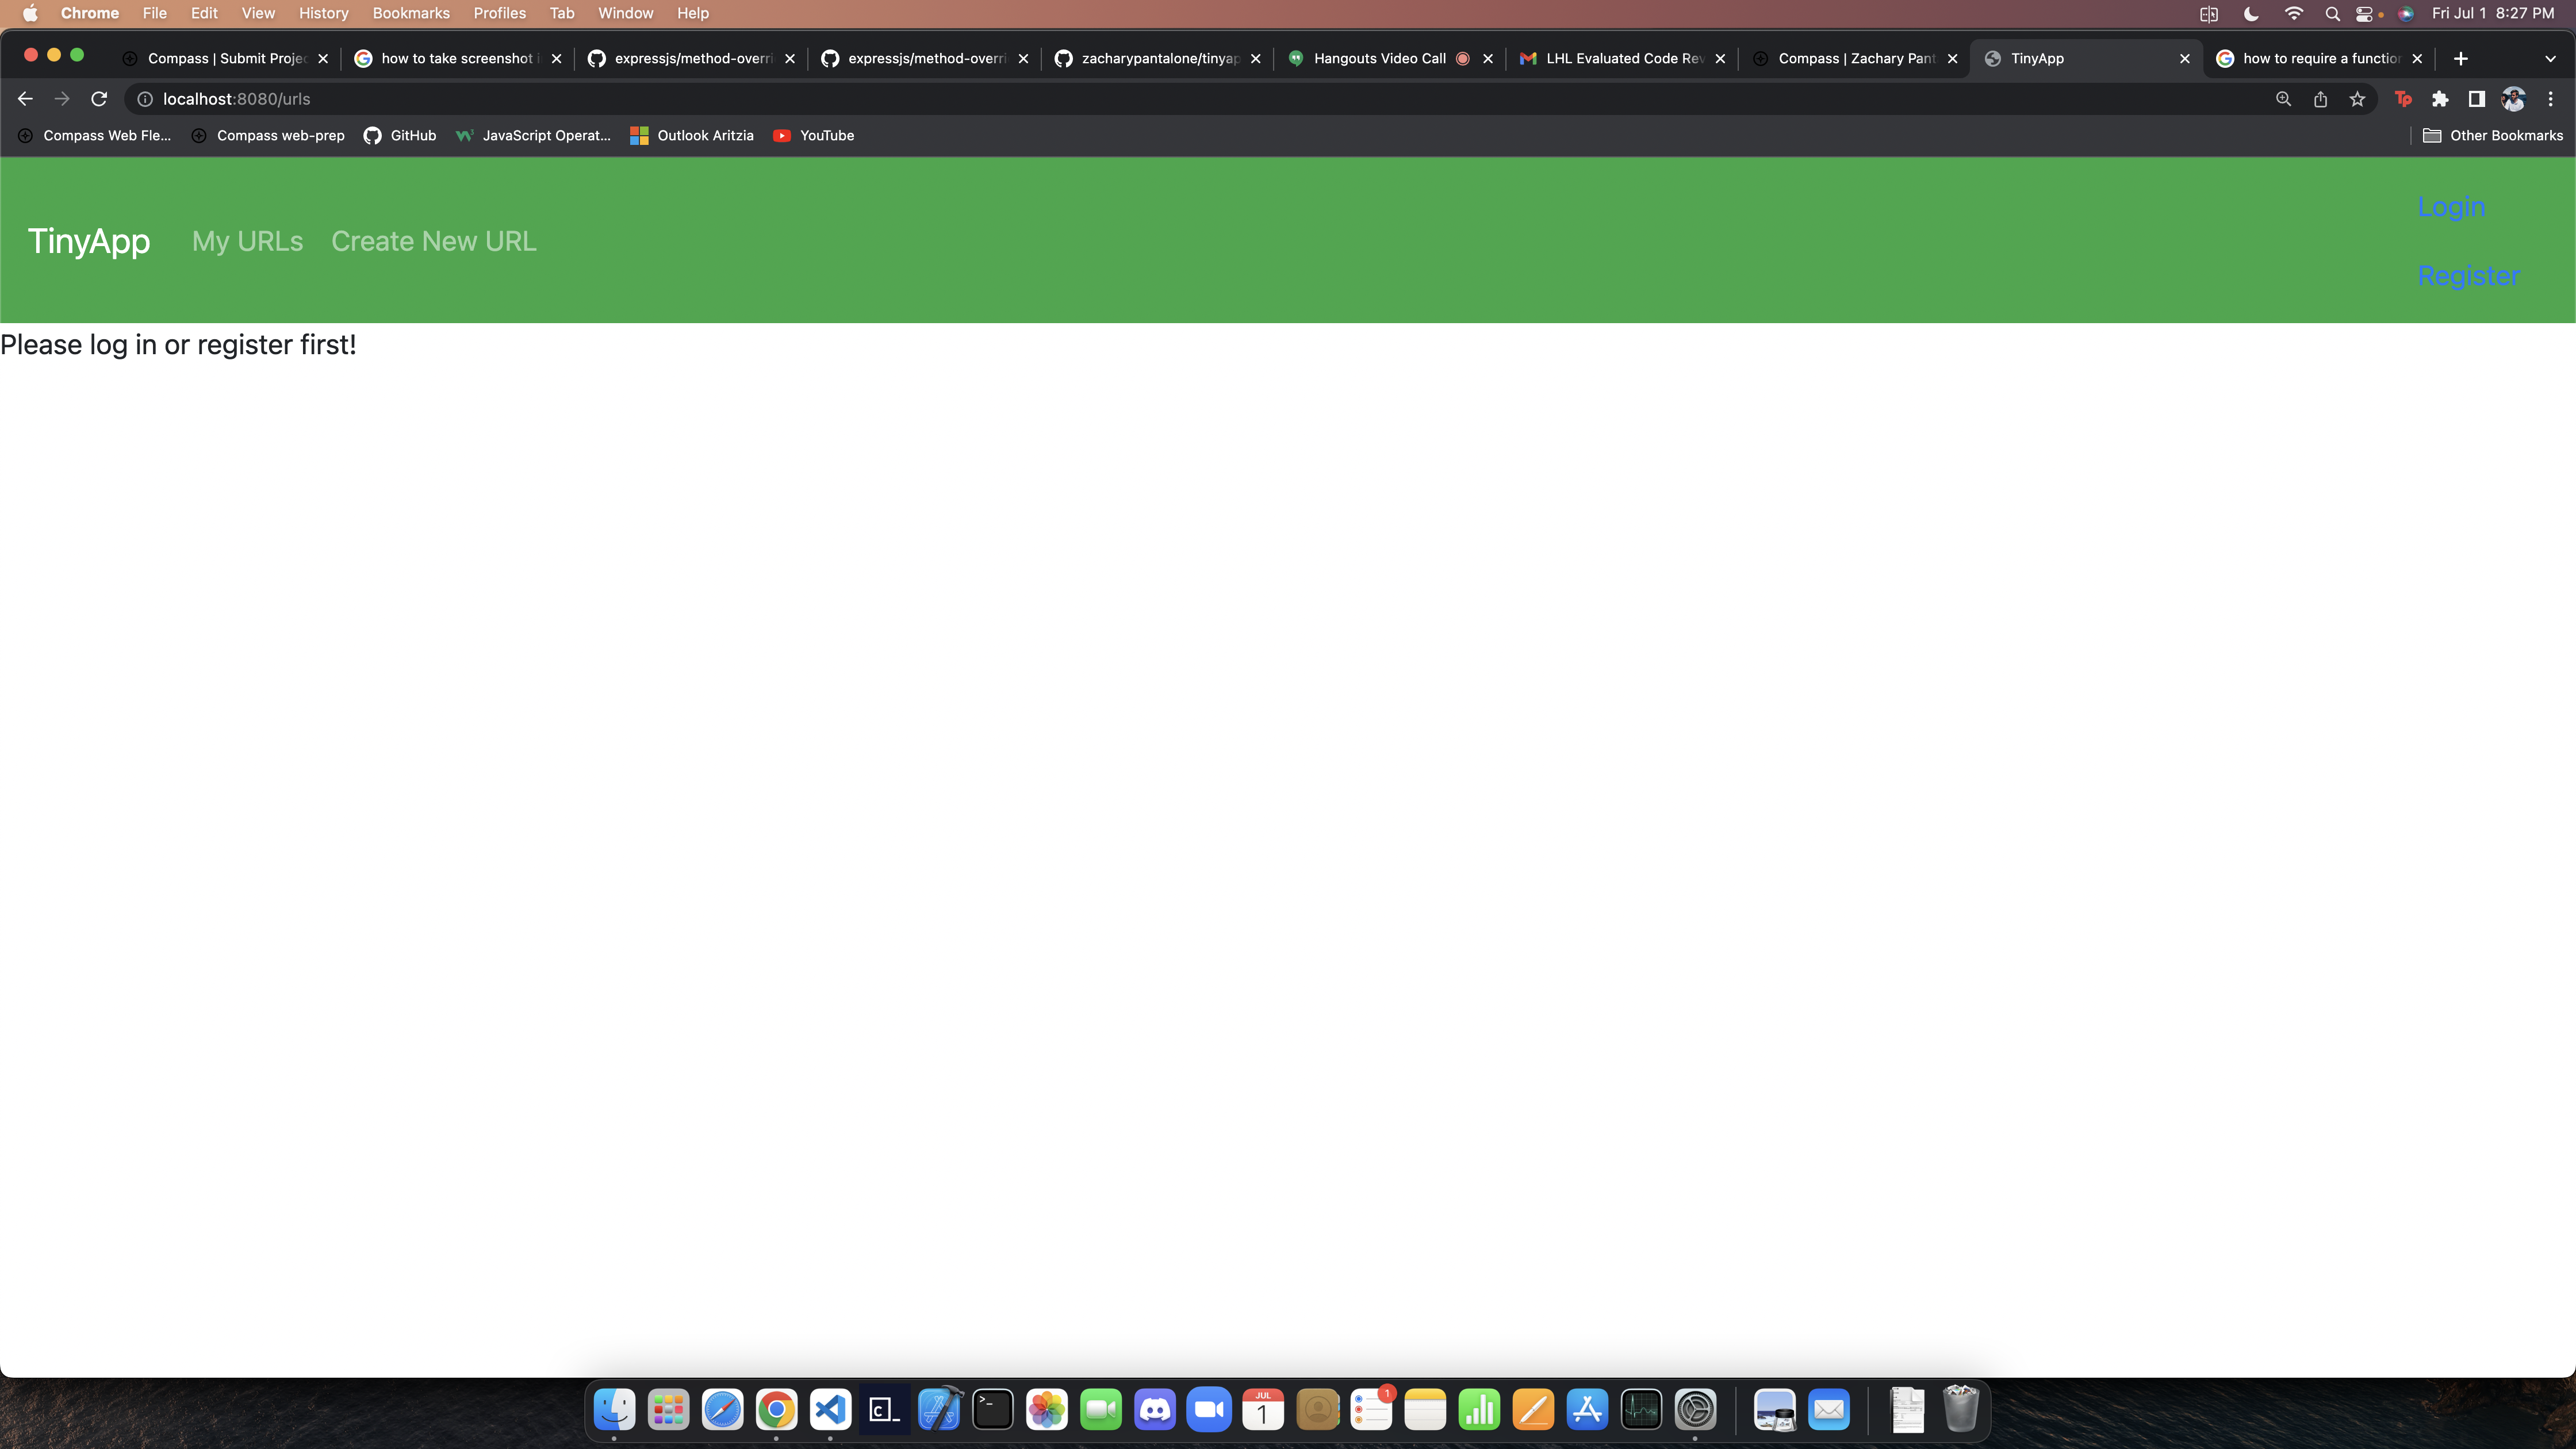 Chrome File Edit View History Bookmarks Profiles Tab Window Help Fri Jul 1 8:27 PM
Compass | Submit Projec how to take screenshot i expressjs/method-overri expressjs/method-overri zacharypantalone/tinyap Hangouts Video Call LHL Evaluated Code Rev Compass | Zachary Pant TinyApp how to require a function
localhost:8080/urls Tp
Compass Web Fle... Compass web-prep GitHub JavaScript Operat... Outlook Aritzia YouTube Other Bookmarks
Login
TinyApp My URLs Create New URL
Register
Please log in or register first!
JUL 1
1